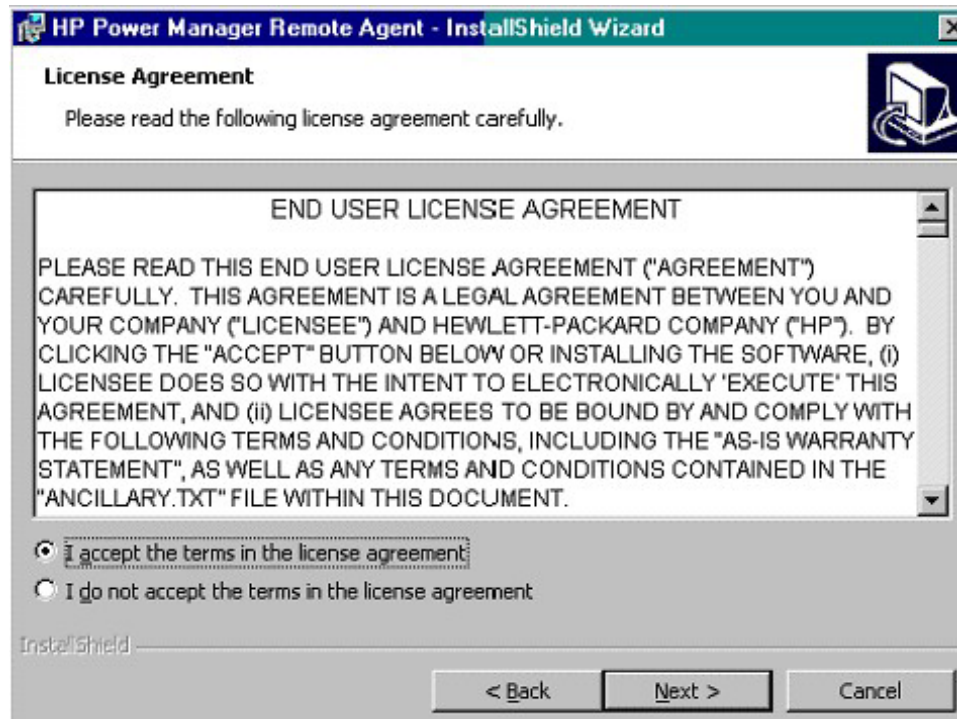 HP Power Manager Remote Agent - InstallShield Wizard
License Agreement
Please read the following license agreement carefully.
END USER LICENSE AGREEMENT
PLEASE READ THIS END USER LICENSE AGREEMENT ("AGREEMENT")
CAREFULLY. THIS AGREEMENT IS A LEGAL AGREEMENT BETWEEN YOU AND
YOUR COMPANY ("LICENSEE") AND HEWLETT-PACKARD COMPANY ("HP"). BY
CLICKING THE "ACCEPT" BUTTON BELOW OR INSTALLING THE SOFTWARE, (i)
LICENSEE DOES SO WITH THE INTENT TO ELECTRONICALLY 'EXECUTE' THIS
AGREEMENT, AND (ii) LICENSEE AGREES TO BE BOUND BY AND COMPLY WITH
THE FOLLOWING TERMS AND CONDITIONS, INCLUDING THE "AS-IS WARRANTY
STATEMENT", AS WELL AS ANY TERMS AND CONDITIONS CONTAINED IN THE
"ANCILLARY.TXT" FILE WITHIN THIS DOCUMENT.
I accept the terms in the license agreement
I do not accept the terms in the license agreement
InstallShield
< Back Next > Cancel